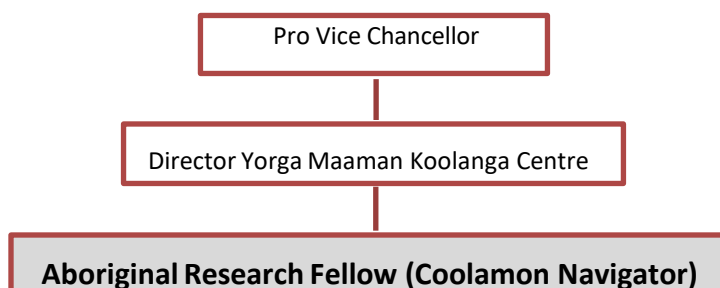 Pro Vice Chancellor
Director Yorga Maaman Koolanga Centre
Aboriginal Research Fellow (Coolamon Navigator)